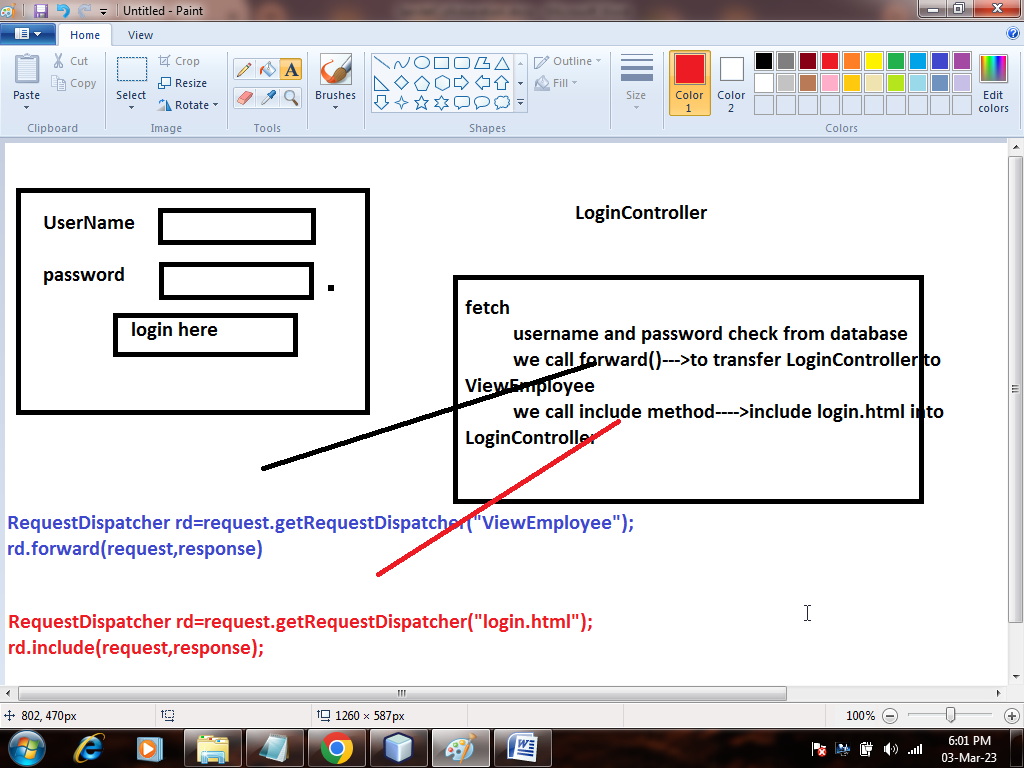 Untitled - Paint
Home
View
Paste
Cut
Copy
Clipboard
Select
Crop
Resize
Rotate
Image
A
Tools
Brushes
Outline
Fill
Shapes
Size
Color 1
Color 2
Edit colors
Colors
UserName
password
login here
LoginController
fetch
username and password check from database
we call forward()--->to transfer LoginController to
ViewEmployee
we call include method---->include login.html into
LoginController
RequestDispatcher rd=request.getRequestDispatcher("ViewEmployee");
rd.forward(request,response)
RequestDispatcher rd=request.getRequestDispatcher("login.html");
rd.include(request,response);
802, 470px
1260 × 587px
100%
6:01 PM
03-Mar-23